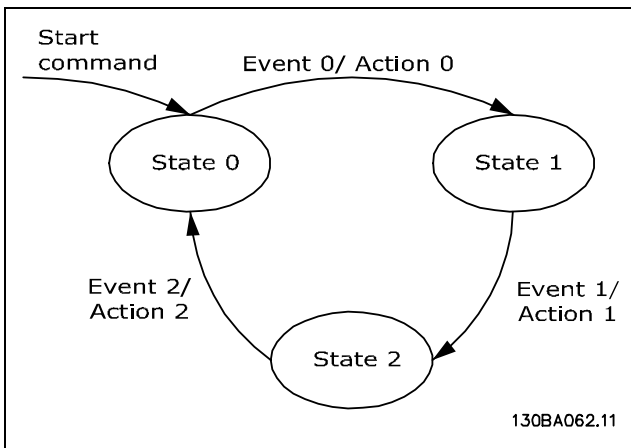 Start
command
Event 0/ Action 0
State 0
State 1
Event 2/
Action 2
Event 1/
Action 1
State 2
130BA062.11